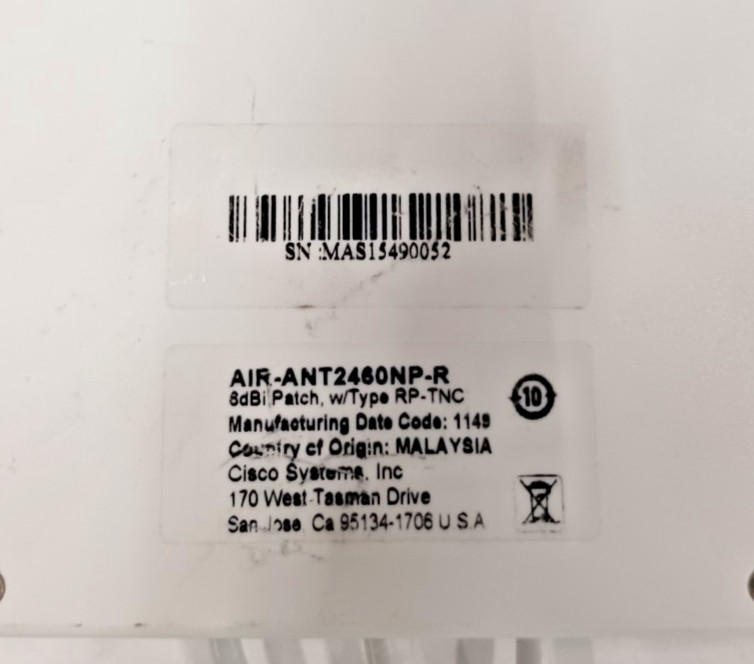 SN :MAS15490052
AIR-ANT2460NP-R
8dBi Patch, w/Type RP-TNC
10
Manufacturing Date Code: 1149
Country of Origin: MALAYSIA
Cisco Systems, Inc
170 West Tasman Drive
San Jose, Ca 95134-1706 U S A